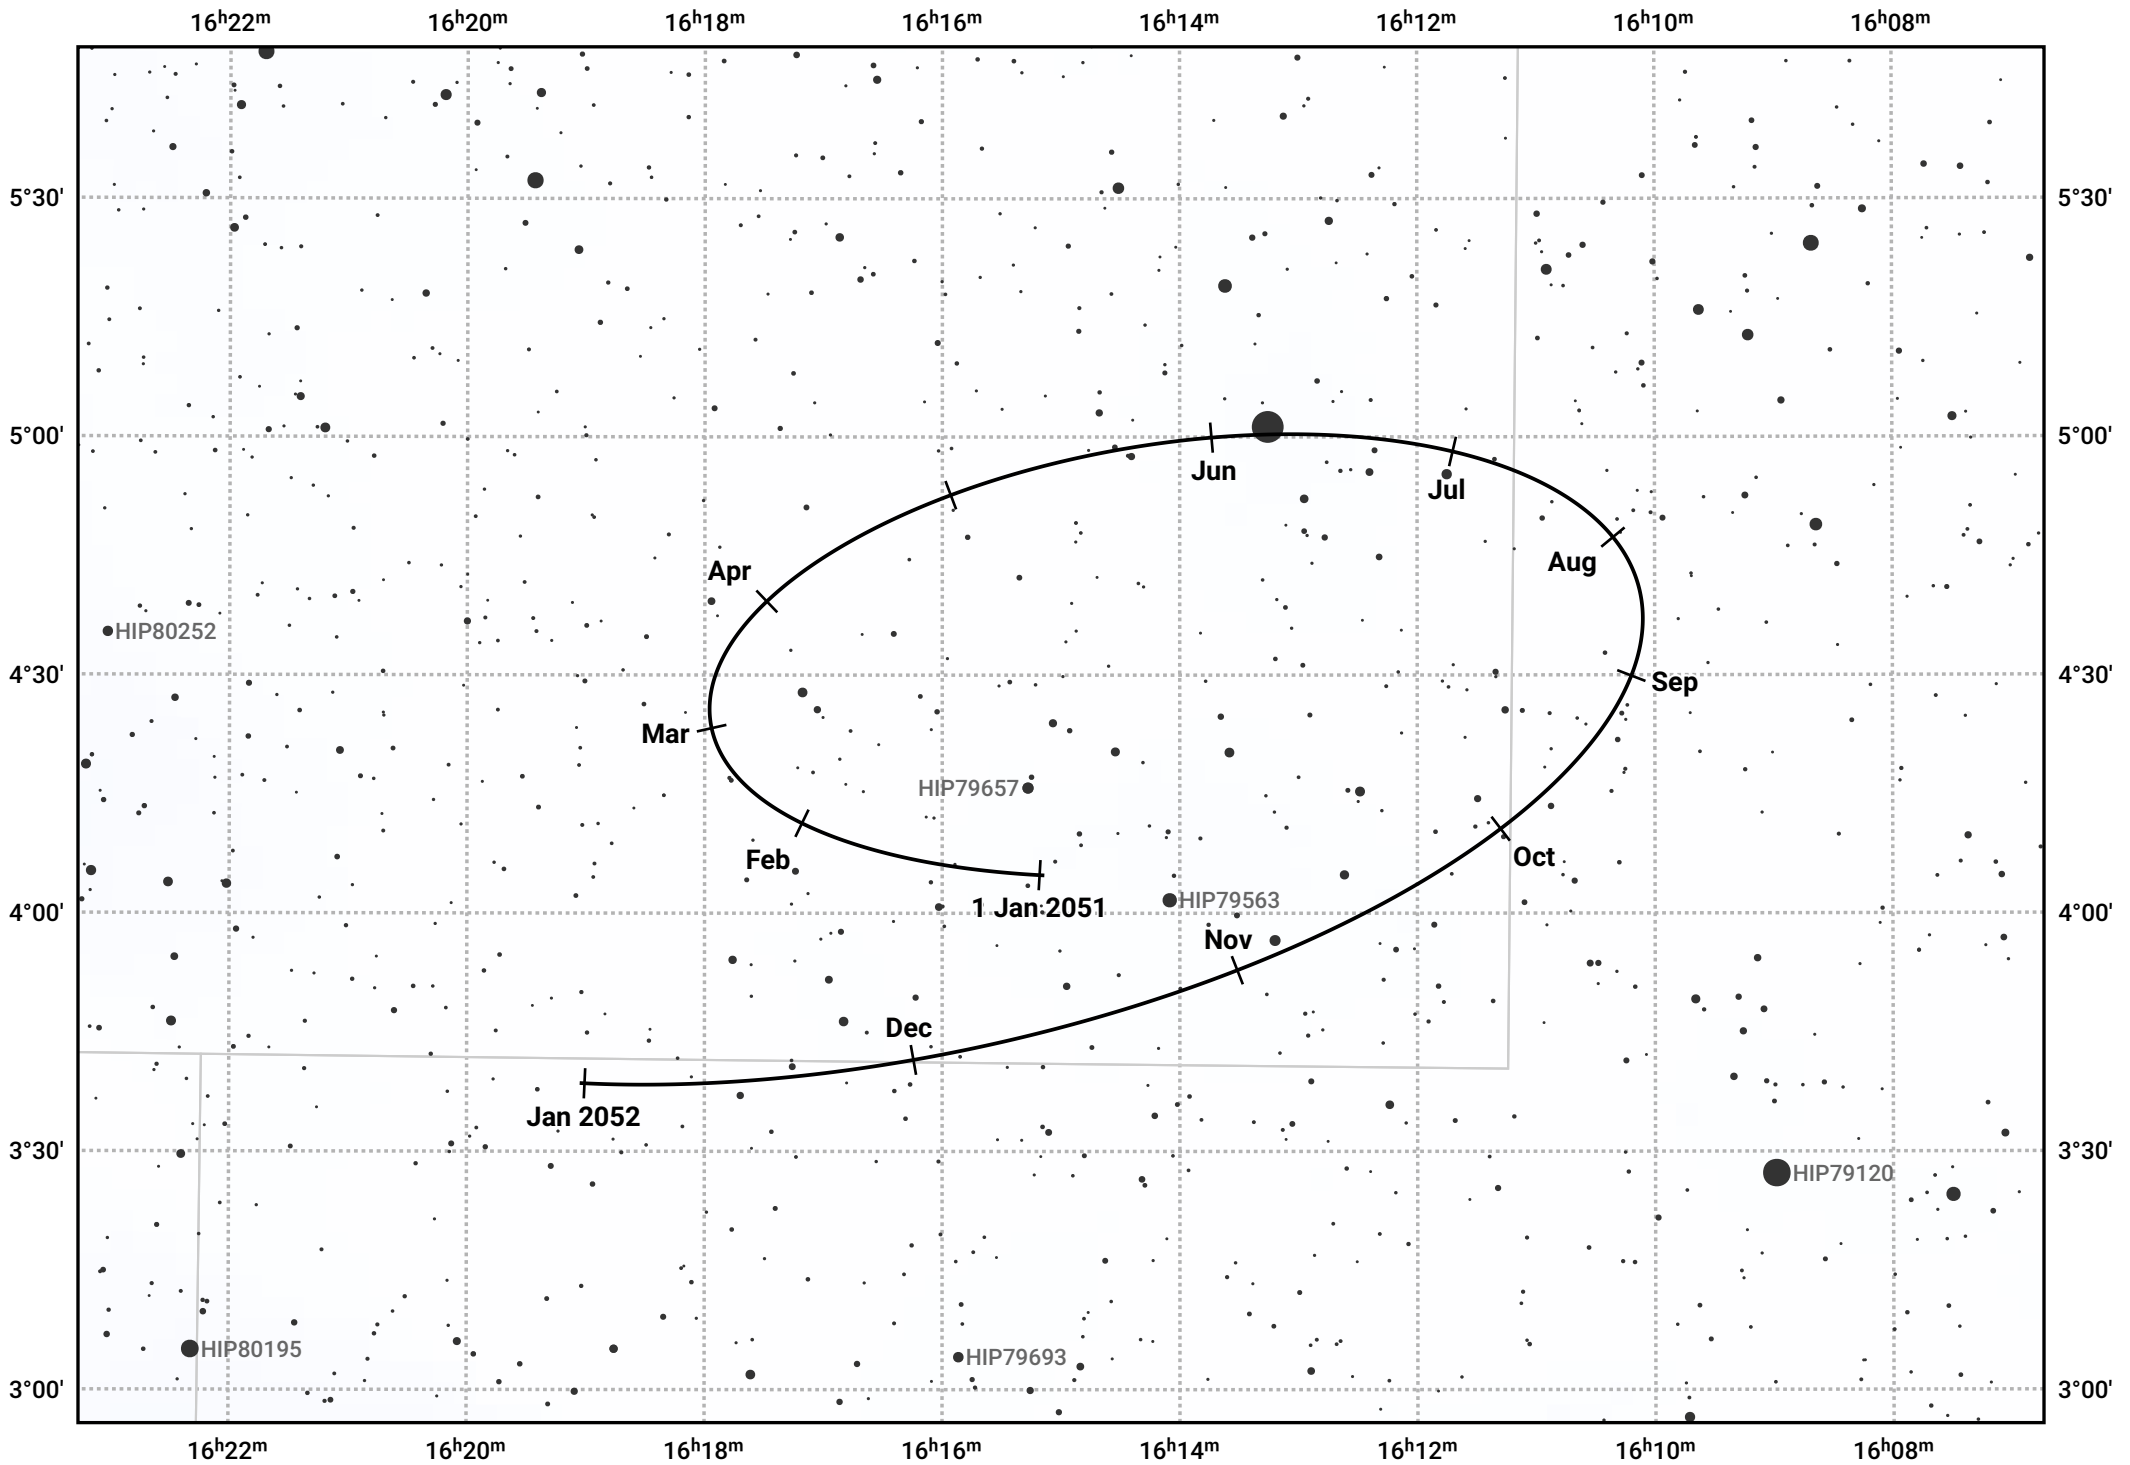 16ʰ22ᵐ 16ʰ20ᵐ 16ʰ18ᵐ 16ʰ16ᵐ 16ʰ14ᵐ 16ʰ12ᵐ 16ʰ10ᵐ 16ʰ08ᵐ
5°30' 5°30'
5°00' 5°00'
Jun
Jul
Aug
Apr
HIP80252
4°30' Sep 4°30'
Mar
HIP79657
Feb Oct
HIP79563
1 Jan 2051
4°00' 4°00'
Nov
Dec
Jan 2052
3°30' 3°30'
HIP79120
HIP80195 HIP79693
3°00' 3°00'
16ʰ22ᵐ 16ʰ20ᵐ 16ʰ18ᵐ 16ʰ16ᵐ 16ʰ14ᵐ 16ʰ12ᵐ 16ʰ10ᵐ 16ʰ08ᵐ